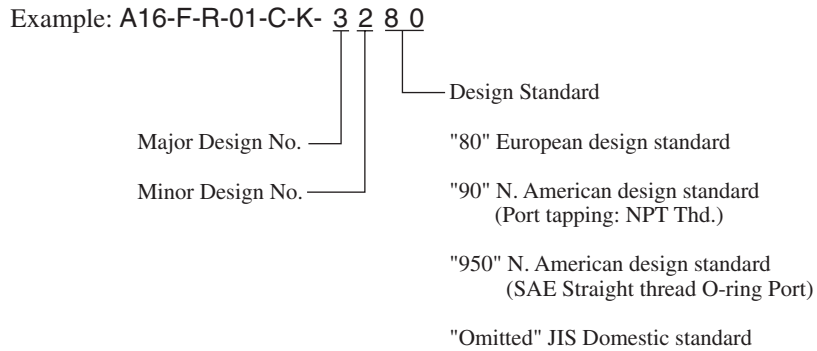 Example: A16-F-R-01-C-K- 3 2 8 0
Design Standard
Major Design No.
"80" European design standard
Minor Design No.
"90" N. American design standard
(Port tapping: NPT Thd.)
"950" N. American design standard
(SAE Straight thread O-ring Port)
"Omitted" JIS Domestic standard